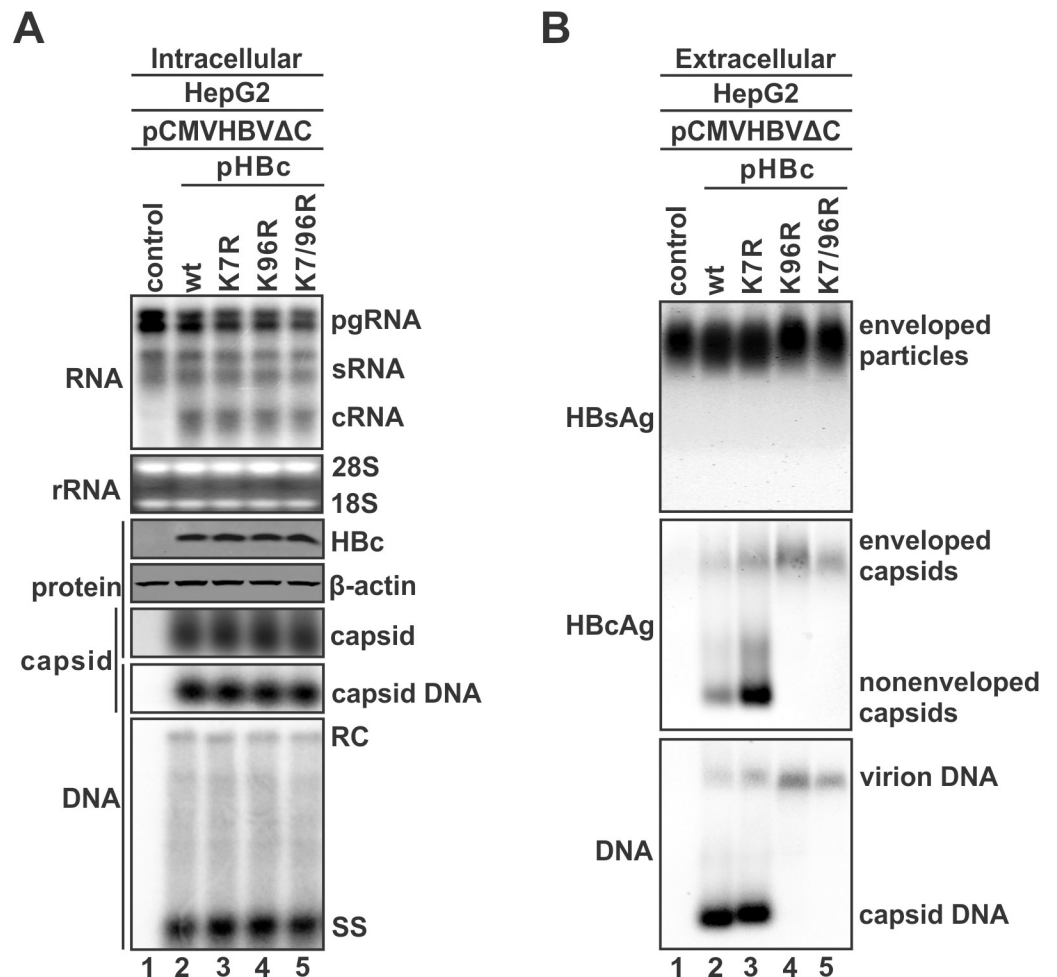 A
Intracellular
HepG2
pCMVHBVΔC
pHBc
control
wt
K7R
K96R
K7/96R
RNA
pgRNA
sRNA
cRNA
rRNA
28S
18S
protein
HBc
β-actin
capsid
capsid
capsid DNA
DNA
RC
SS
1 2 3 4 5
B
Extracellular
HepG2
pCMVHBVΔC
pHBc
control
wt
K7R
K96R
K7/96R
HBsAg
enveloped
particles
HBcAg
enveloped
capsids
nonenveloped
capsids
DNA
virion DNA
capsid DNA
1 2 3 4 5